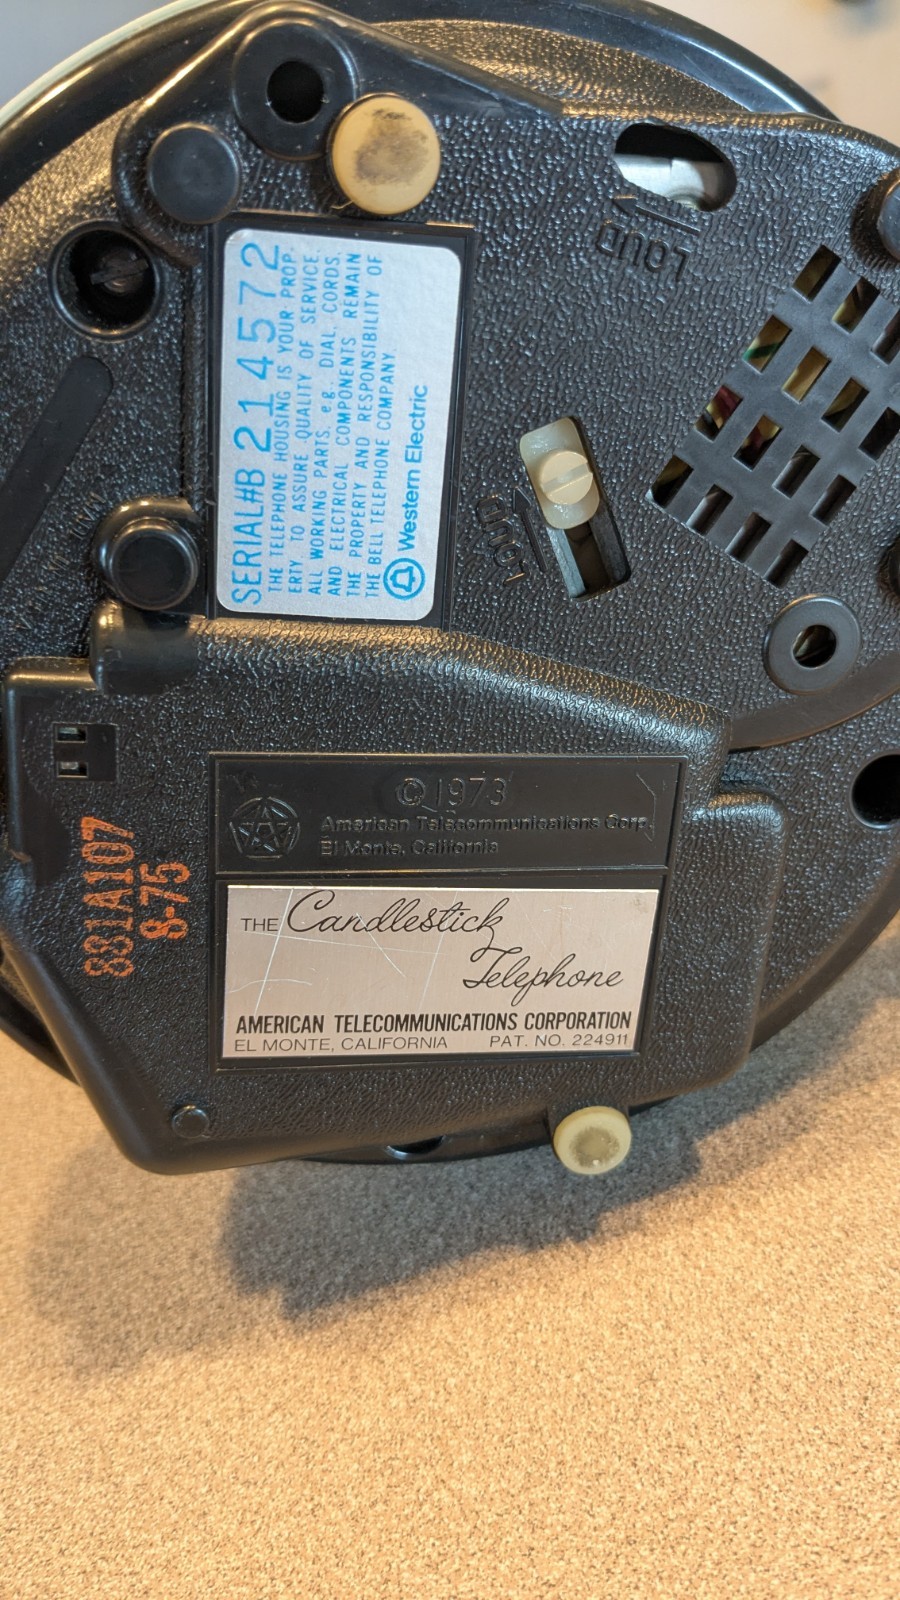 SERIAL#B 214572
THE TELEPHONE HOUSING IS YOUR PROP-
ERTY. TO ASSURE QUALITY OF SERVICE,
ALL WORKING PARTS, e.g., DIAL, CORDS,
AND ELECTRICAL COMPONENTS REMAIN
THE PROPERTY AND RESPONSIBILITY OF
THE BELL TELEPHONE COMPANY.
Western Electric
LOUD
LOUD
©1973
American Telecommunications Corp.
El Monte, California
881A107
8-75
THE Candlestick
Telephone
AMERICAN TELECOMMUNICATIONS CORPORATION
EL MONTE, CALIFORNIA PAT. NO. 224911